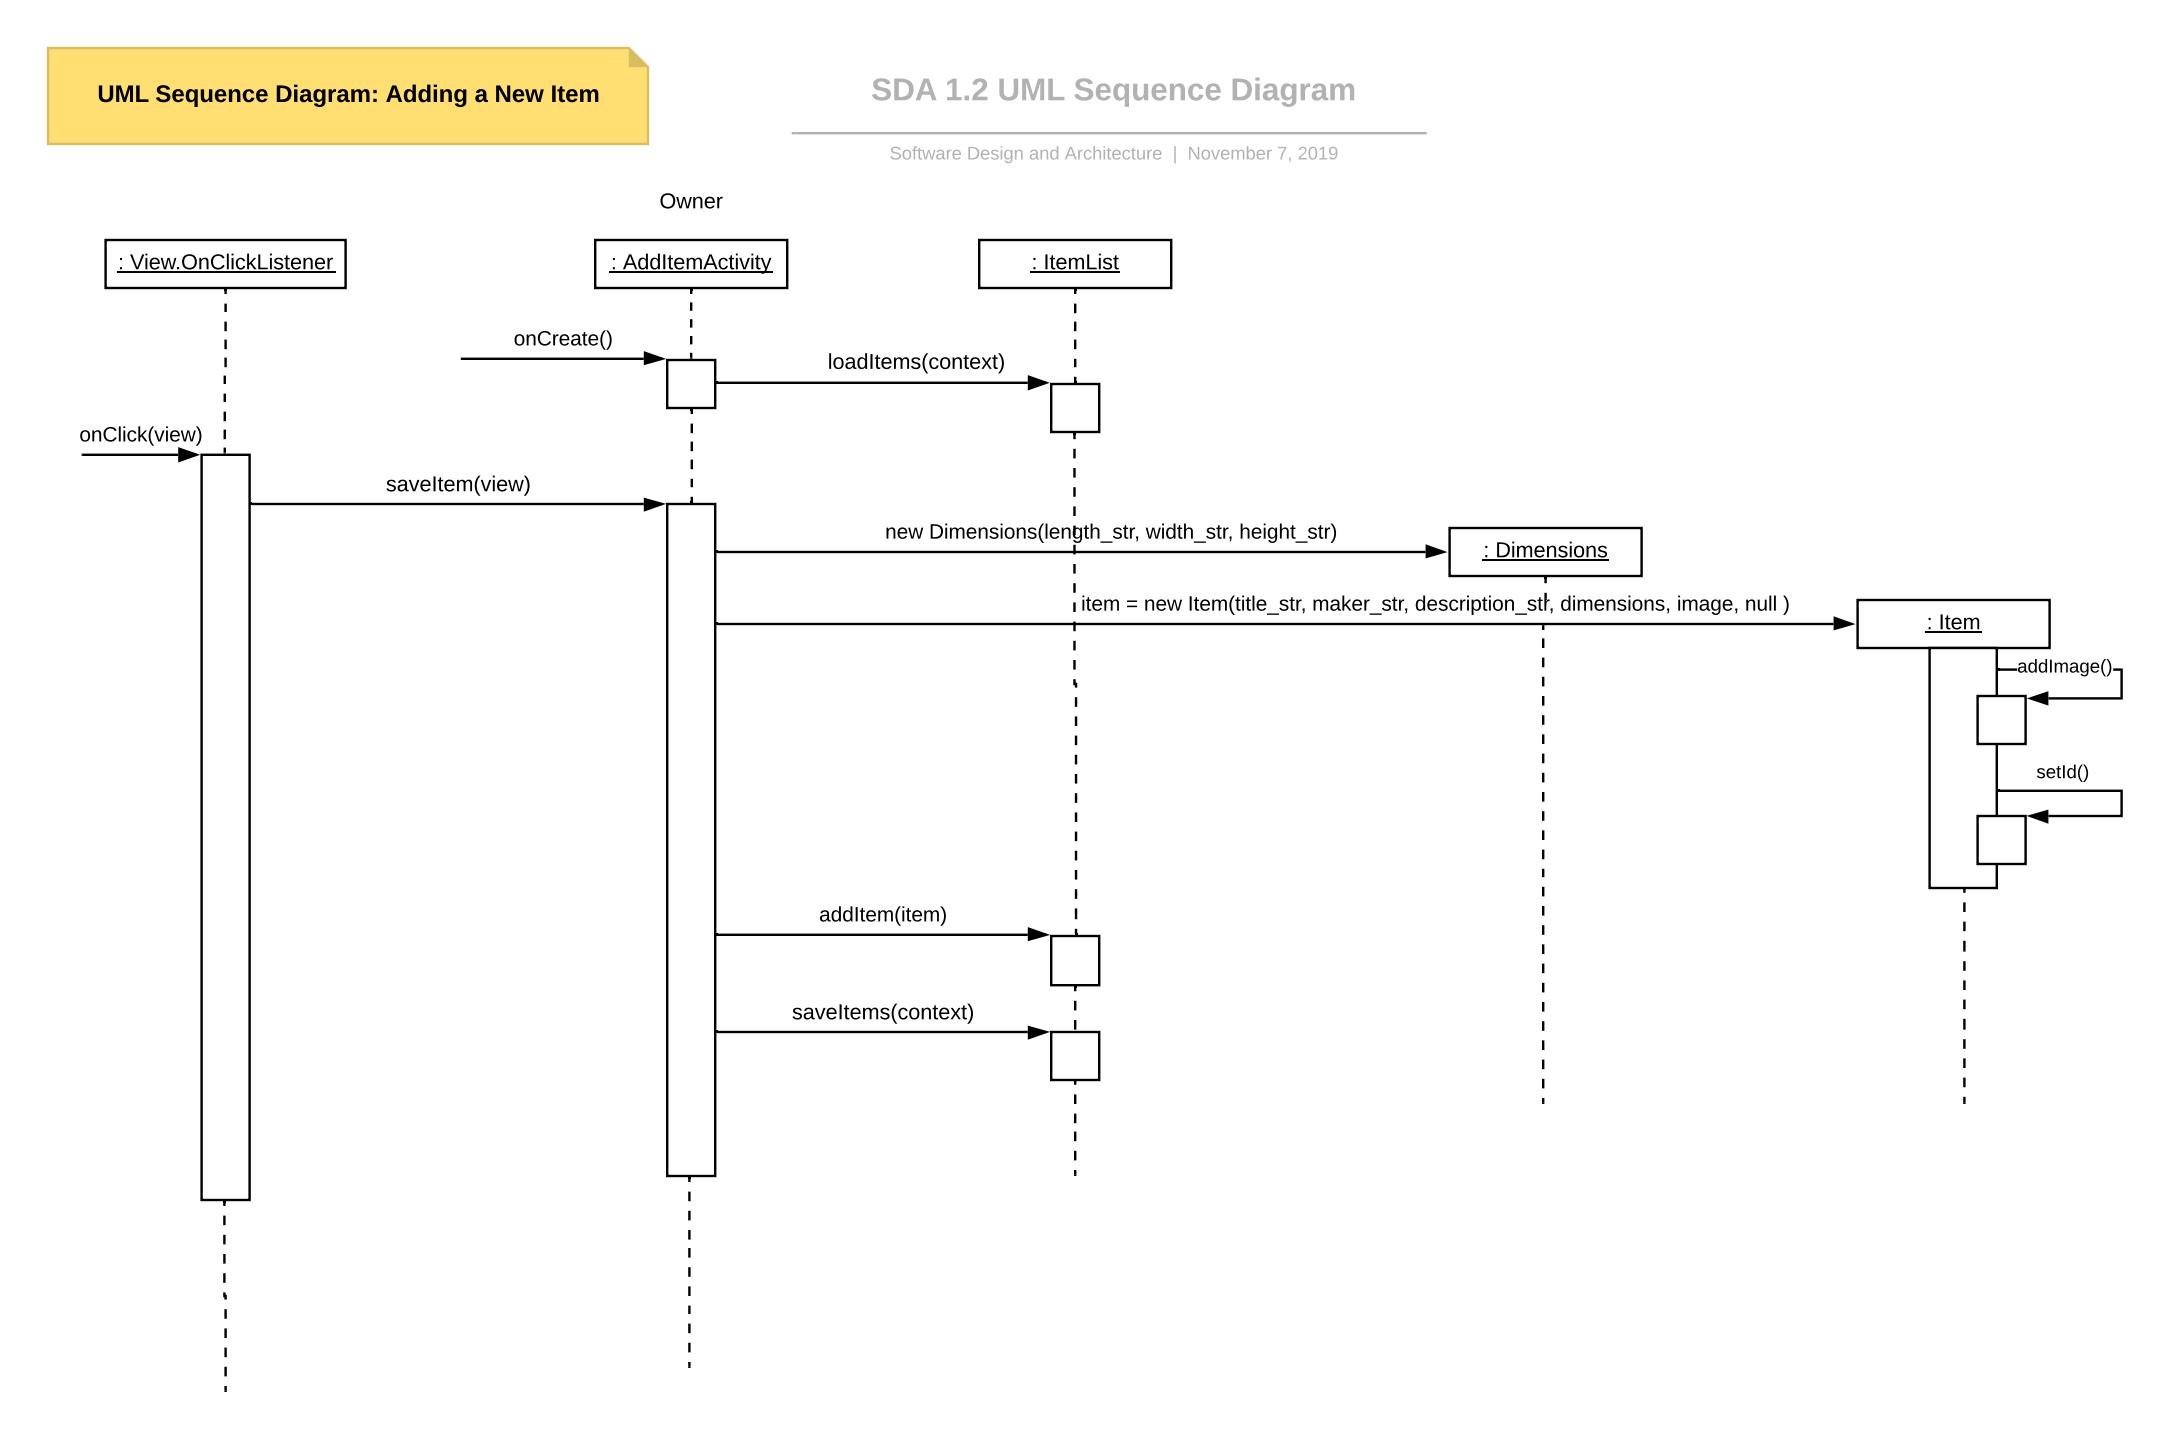 UML Sequence Diagram: Adding a New Item
SDA 1.2 UML Sequence Diagram
Software Design and Architecture | November 7, 2019
Owner
: View.OnClickListener
: AddItemActivity
: ItemList
onCreate()
loadItems(context)
onClick(view)
saveItem(view)
new Dimensions(length_str, width_str, height_str)
: Dimensions
item = new Item(title_str, maker_str, description_str, dimensions, image, null )
: Item
addImage()
setId()
addItem(item)
saveItems(context)